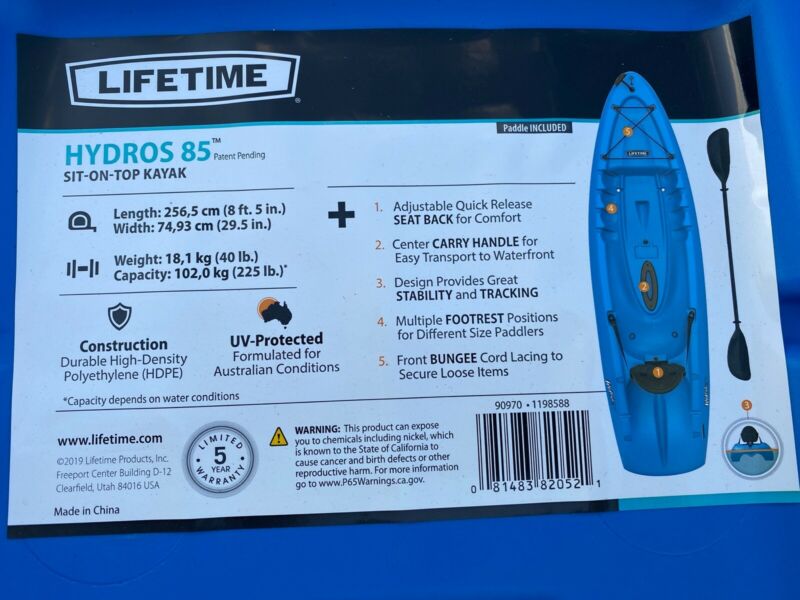 LIFETIME
®
Paddle INCLUDED
HYDROS 85™ Patent Pending
SIT-ON-TOP KAYAK
Length: 256,5 cm (8 ft. 5 in.)
Width: 74,93 cm (29.5 in.)
Weight: 18,1 kg (40 lb.)
Capacity: 102,0 kg (225 lb.)*
Construction
Durable High-Density
Polyethylene (HDPE)
UV-Protected
Formulated for
Australian Conditions
*Capacity depends on water conditions
+
1. Adjustable Quick Release
SEAT BACK for Comfort
2. Center CARRY HANDLE for
Easy Transport to Waterfront
3. Design Provides Great
STABILITY and TRACKING
4. Multiple FOOTREST Positions
for Different Size Paddlers
5. Front BUNGEE Cord Lacing to
Secure Loose Items
5
LIFETIME
4
2
1
3
www.lifetime.com
©2019 Lifetime Products, Inc.
Freeport Center Building D-12
Clearfield, Utah 84016 USA
Made in China
LIMITED
5
YEAR
WARRANTY
WARNING: This product can expose
you to chemicals including nickel, which
is known to the State of California to
cause cancer and birth defects or other
reproductive harm. For more information
go to www.P65Warnings.ca.gov.
90970 • 1198588
0 81483 82052 1